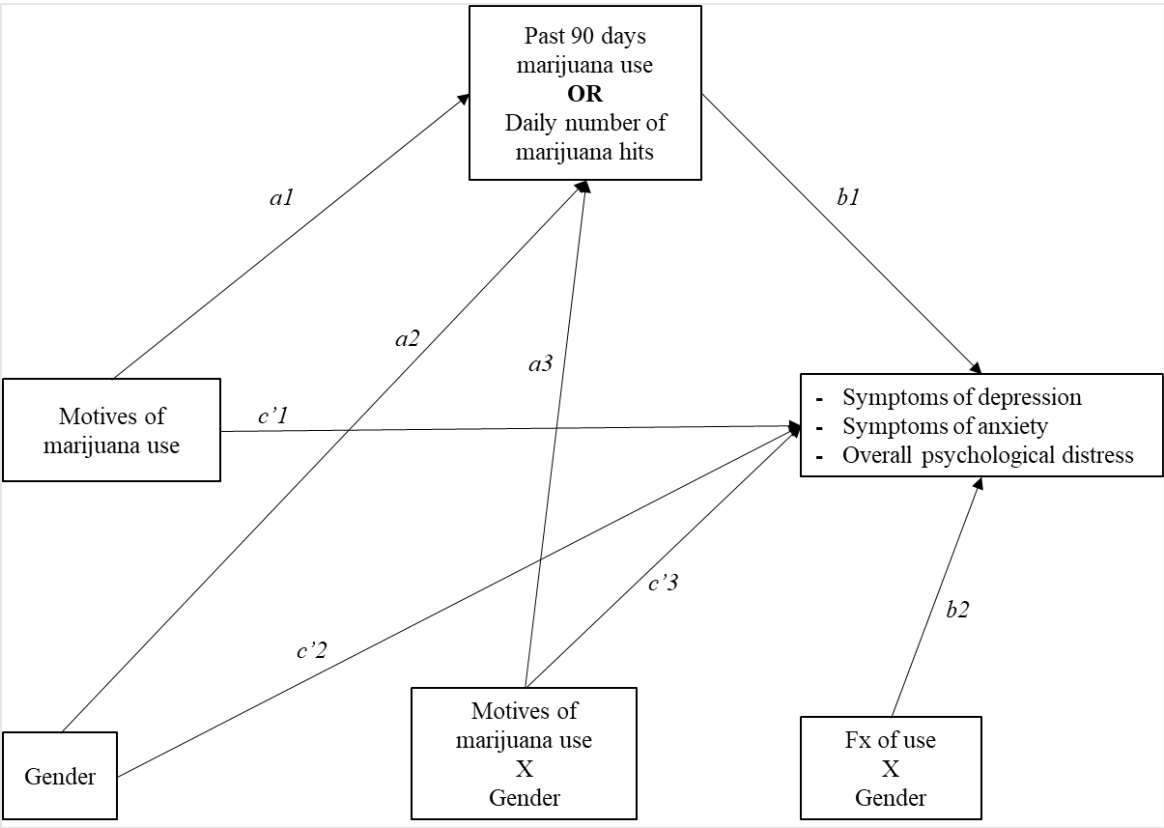 Past 90 days
marijuana use
OR
Daily number of
marijuana hits
a1
b1
a2
a3
Motives of
marijuana use
c’1
- Symptoms of depression
- Symptoms of anxiety
- Overall psychological distress
c’3
b2
c’2
Gender
Motives of
marijuana use
X
Gender
Fx of use
X
Gender